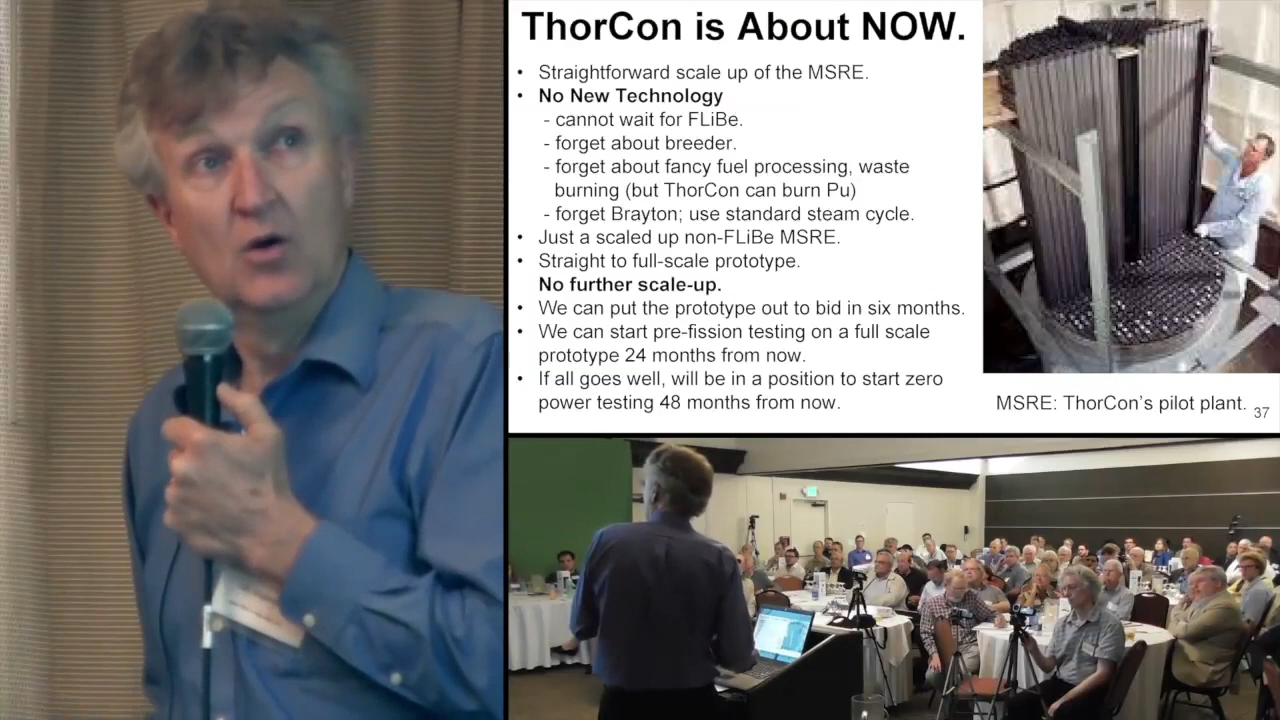 ThorCon is About NOW.
• Straightforward scale up of the MSRE.
• No New Technology
- cannot wait for FLiBe.
- forget about breeder.
- forget about fancy fuel processing, waste
burning (but ThorCon can burn Pu)
- forget Brayton; use standard steam cycle.
• Just a scaled up non-FLiBe MSRE.
• Straight to full-scale prototype.
No further scale-up.
• We can put the prototype out to bid in six months.
• We can start pre-fission testing on a full scale
prototype 24 months from now.
• If all goes well, will be in a position to start zero
power testing 48 months from now.
MSRE: ThorCon's pilot plant.
37